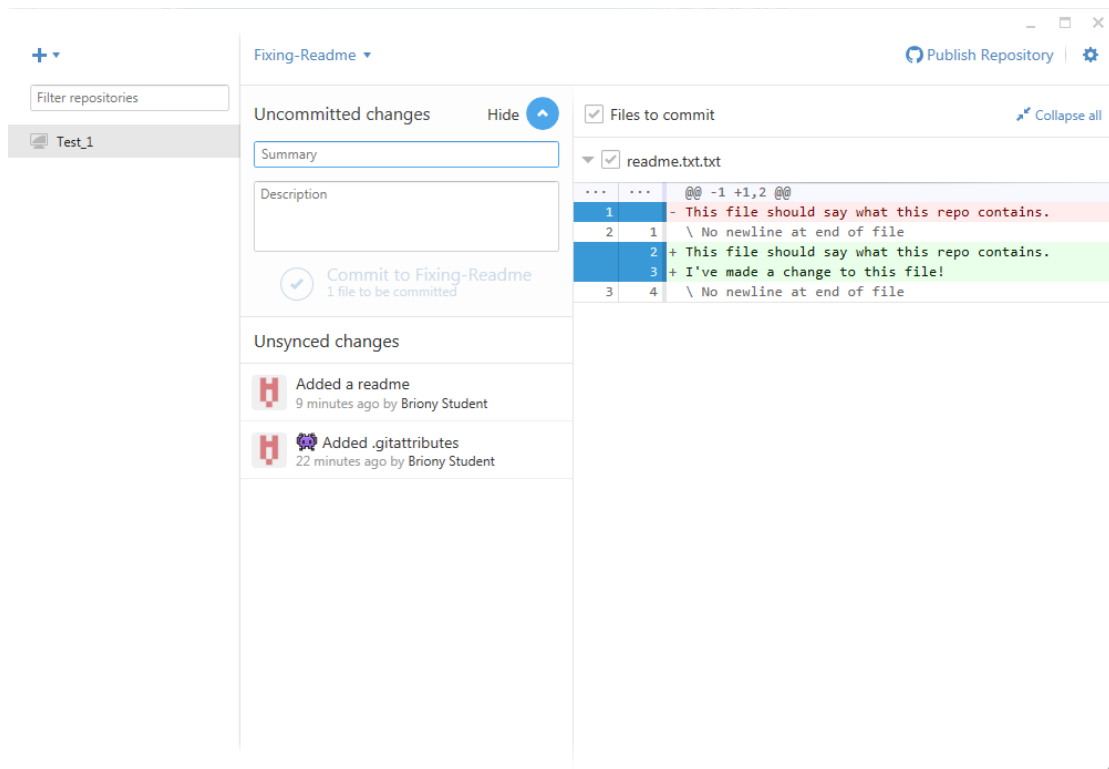 Fixing-Readme
Publish Repository
Filter repositories
Test_1
Uncommitted changes
Hide
Summary
Description
Commit to Fixing-Readme
1 file to be committed
Unsynced changes
Added a readme
9 minutes ago by Briony Student
Added .gitattributes
22 minutes ago by Briony Student
Files to commit
Collapse all
readme.txt.txt
... ... @@ -1 +1,2 @@
1 - This file should say what this repo contains.
2 1 \ No newline at end of file
2 + This file should say what this repo contains.
3 + I've made a change to this file!
3 4 \ No newline at end of file